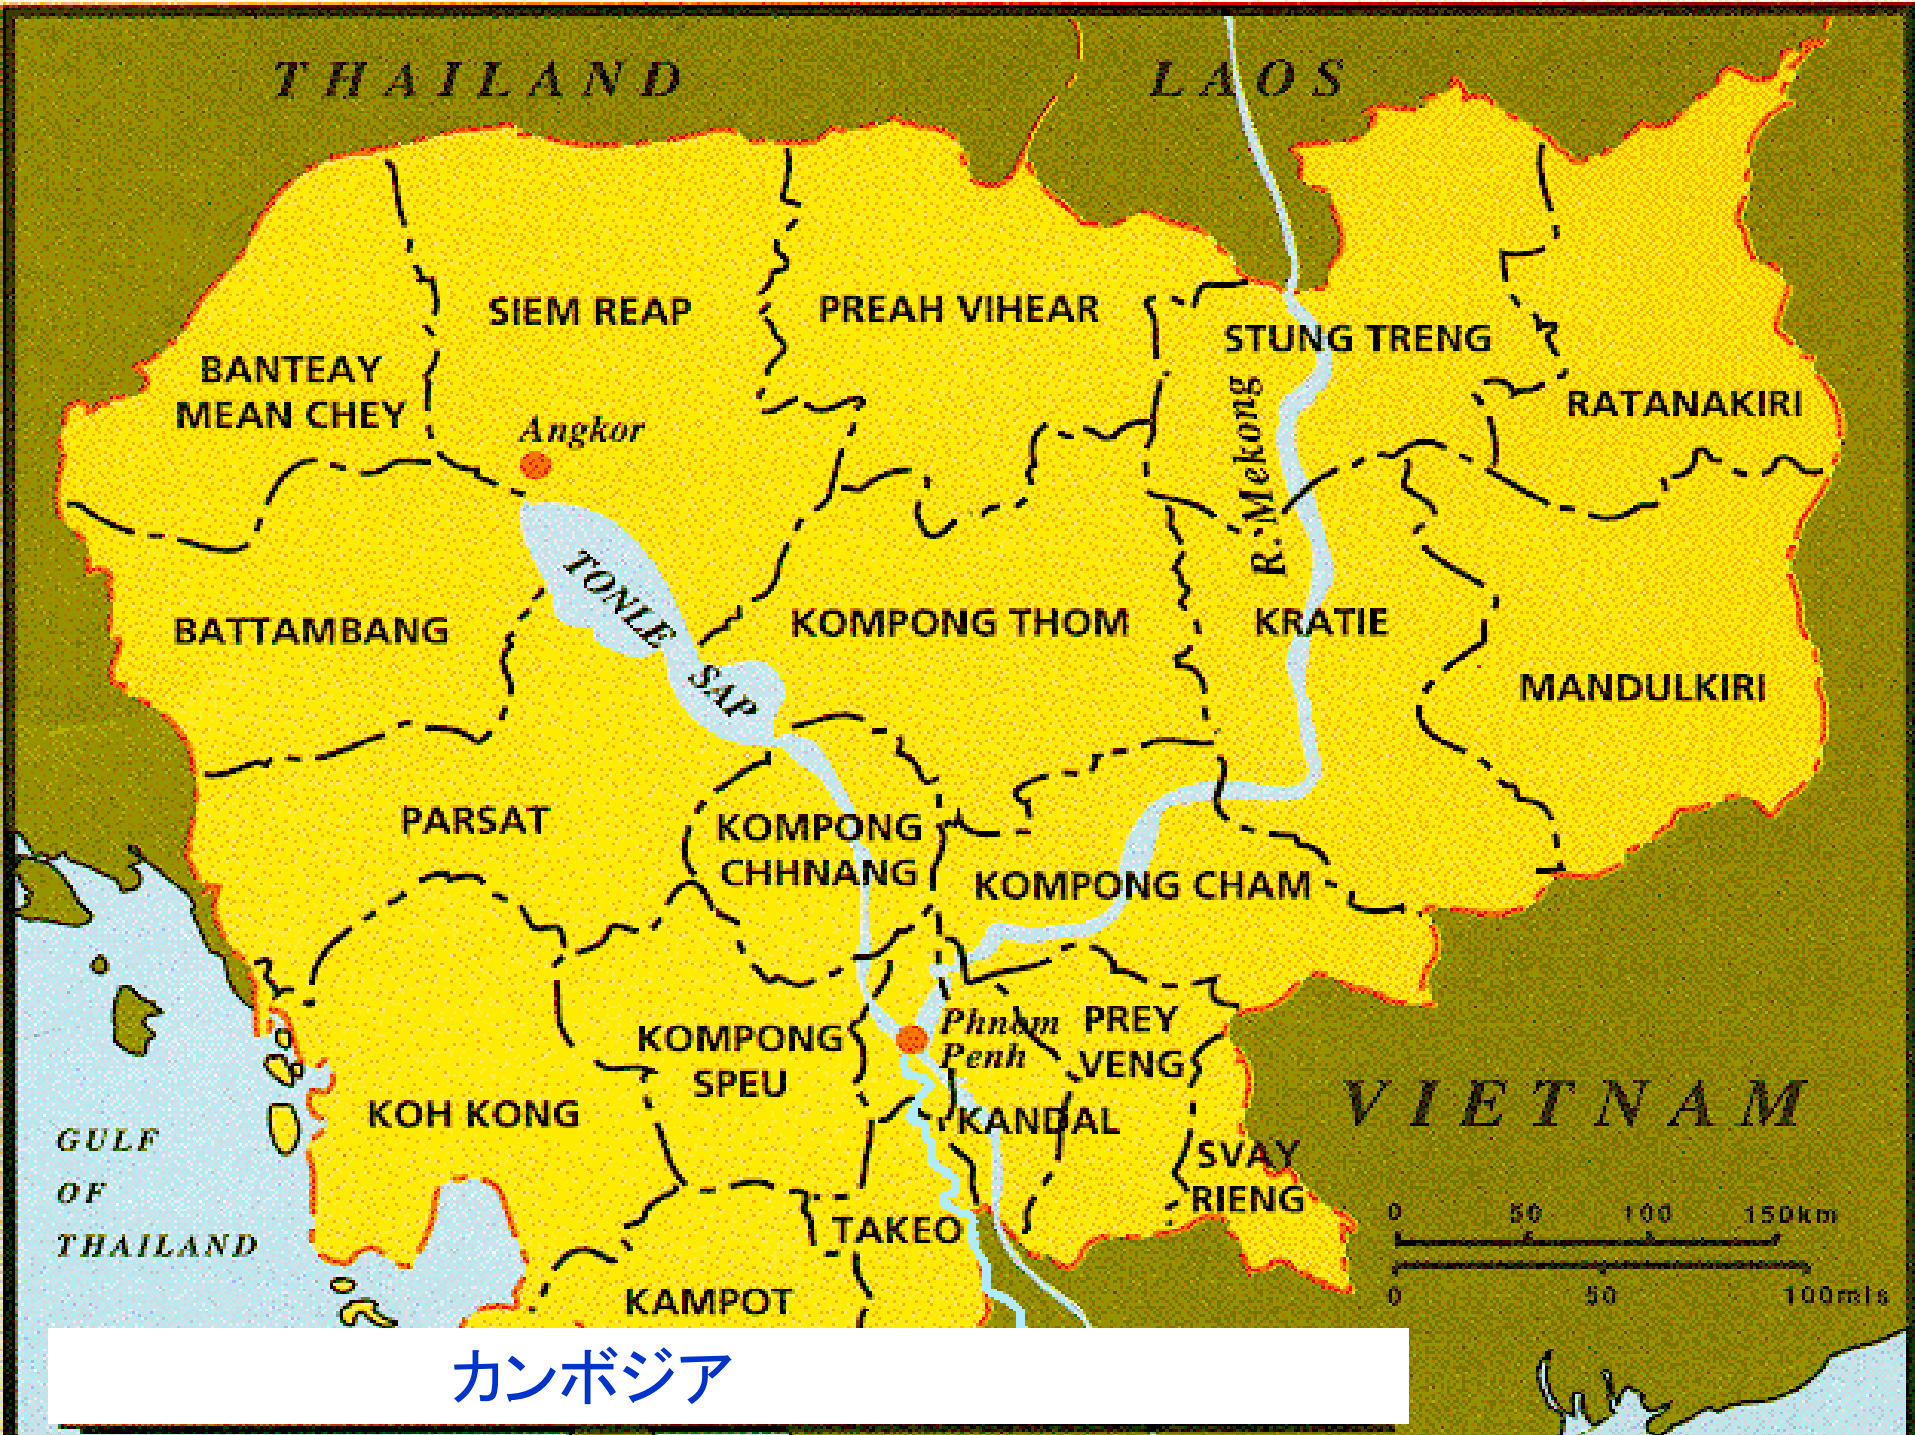 THAILAND
LAOS
SIEM REAP
PREAH VIHEAR
STUNG TRENG
BANTEAY
MEAN CHEY
RATANAKIRI
Angkor
R. Mekong
TONLE
SAP
BATTAMBANG
KOMPONG THOM
KRATIE
MANDULKIRI
PARSAT
KOMPONG
CHHNANG
KOMPONG CHAM
Phnom
Penh
PREY
VENG
KOMPONG
SPEU
KOH KONG
KANDAL
VIETNAM
GULF
OF
THAILAND
SVAY
RIENG
TAKEO
KAMPOT
0 50 100 150km
0 50 100mls
カンボジア